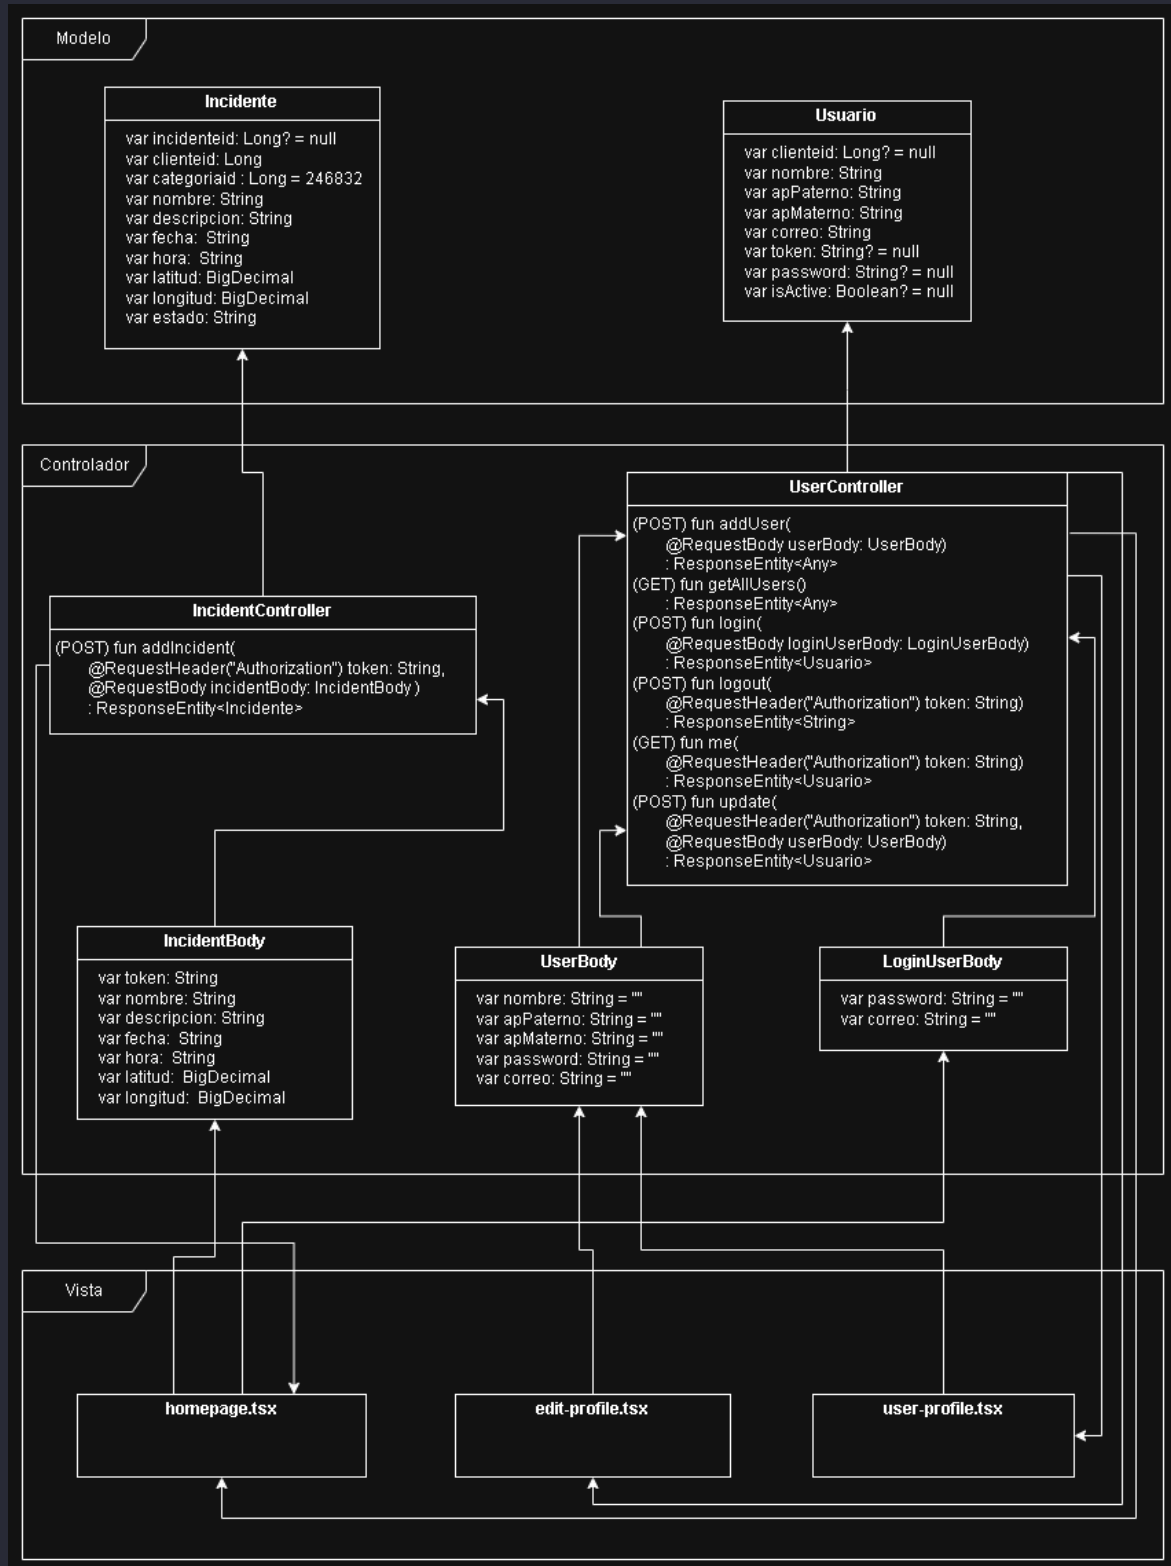 Modelo
Incidente
var incidenteid: Long? = null
var clienteid: Long
var categoriaid : Long = 246832
var nombre: String
var descripcion: String
var fecha:  String
var hora:  String
var latitud: BigDecimal
var longitud: BigDecimal
var estado: String
Usuario
var clienteid: Long? = null
var nombre: String
var apPaterno: String
var apMaterno: String
var correo: String
var token: String? = null
var password: String? = null
var isActive: Boolean? = null
Controlador
UserController
(POST) fun addUser(
@RequestBody userBody: UserBody)
: ResponseEntity<Any>
(GET) fun getAllUsers()
: ResponseEntity<Any>
(POST) fun login(
@RequestBody loginUserBody: LoginUserBody)
: ResponseEntity<Usuario>
(POST) fun logout(
@RequestHeader("Authorization") token: String)
: ResponseEntity<String>
(GET) fun me(
@RequestHeader("Authorization") token: String)
: ResponseEntity<Usuario>
(POST) fun update(
@RequestHeader("Authorization") token: String,
@RequestBody userBody: UserBody)
: ResponseEntity<Usuario>
IncidentController
(POST) fun addIncident(
@RequestHeader("Authorization") token: String,
@RequestBody incidentBody: IncidentBody )
: ResponseEntity<Incidente>
IncidentBody
var token: String
var nombre: String
var descripcion: String
var fecha:  String
var hora:  String
var latitud:  BigDecimal
var longitud:  BigDecimal
UserBody
var nombre: String = ""
var apPaterno: String = ""
var apMaterno: String = ""
var password: String = ""
var correo: String = ""
LoginUserBody
var password: String = ""
var correo: String = ""
Vista
homepage.tsx
edit-profile.tsx
user-profile.tsx